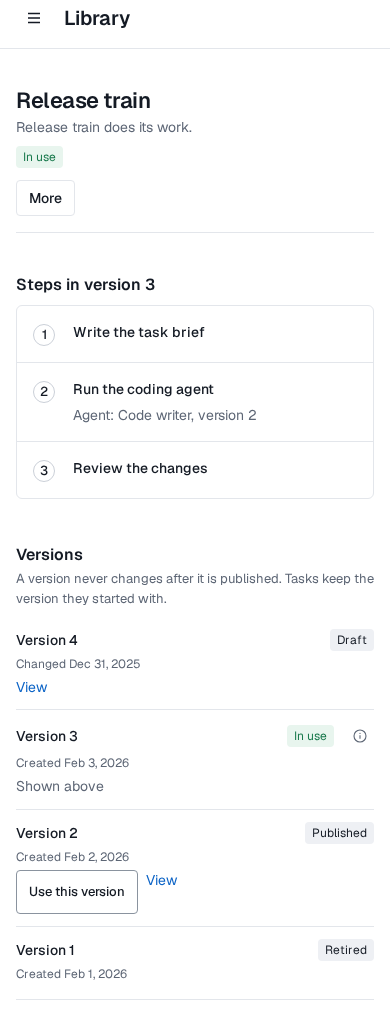 Library
Release train
Release train does its work.
In use
More
Steps in version 3
1 Write the task brief
2 Run the coding agent
Agent: Code writer, version 2
3 Review the changes
Versions
A version never changes after it is published. Tasks keep the
version they started with.
Version 4 Draft
Changed Dec 31, 2025
View
Version 3 In use
Created Feb 3, 2026
Shown above
Version 2 Published
Created Feb 2, 2026
Use this version View
Version 1 Retired
Created Feb 1, 2026